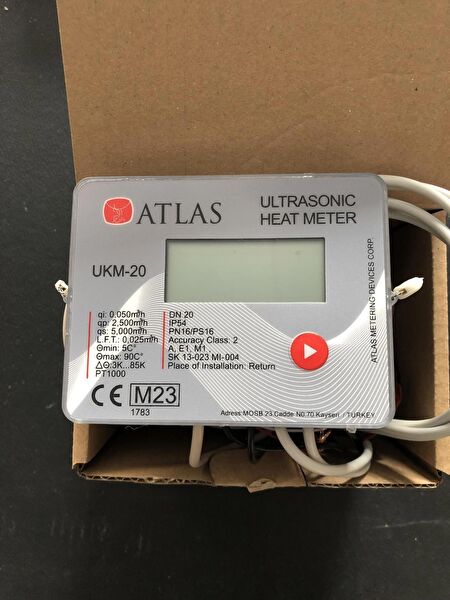 ATLAS
ULTRASONIC
HEAT METER
UKM-20
qi: 0.050m³/h
qp: 2,500m³/h
qs: 5,000m³/h
L.F.T: 0,025m³/h
Θmin: 5C°
Θmax: 90C°
ΔΘ:3K...85K
PT1000
DN 20
IP54
PN16/PS16
Accuracy Class: 2
A, E1, M1
SK 13-023 MI-004
Place of Installation: Return
CE M23
1783
ATLAS METERING DEVICES CORP.
Adress:MOSB 23.Cadde No.70 Kayseri / TURKEY